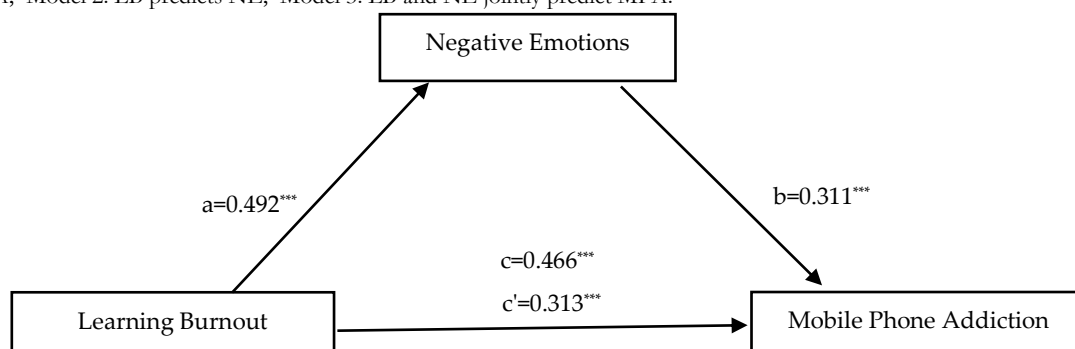 A, Model 2: LB predicts NE, Model 3: LB and NE jointly predict MPA.
Negative Emotions
a=0.492***
b=0.311***
c=0.466***
c'=0.313***
Learning Burnout
Mobile Phone Addiction